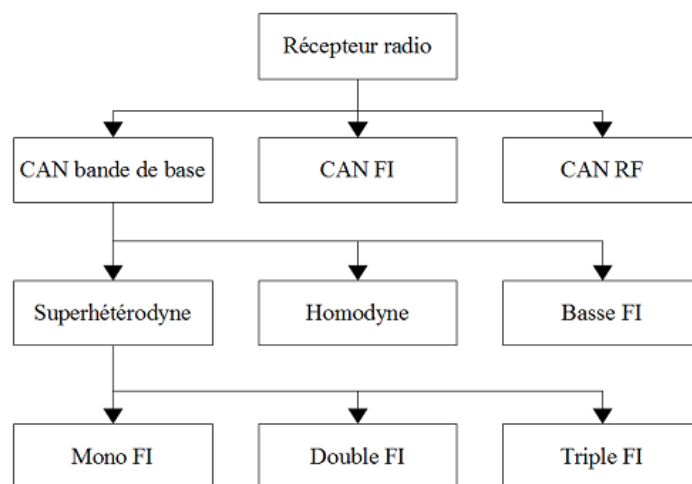 Récepteur radio
CAN bande de base
CAN FI
CAN RF
Superhétérodyne
Homodyne
Basse FI
Mono FI
Double FI
Triple FI